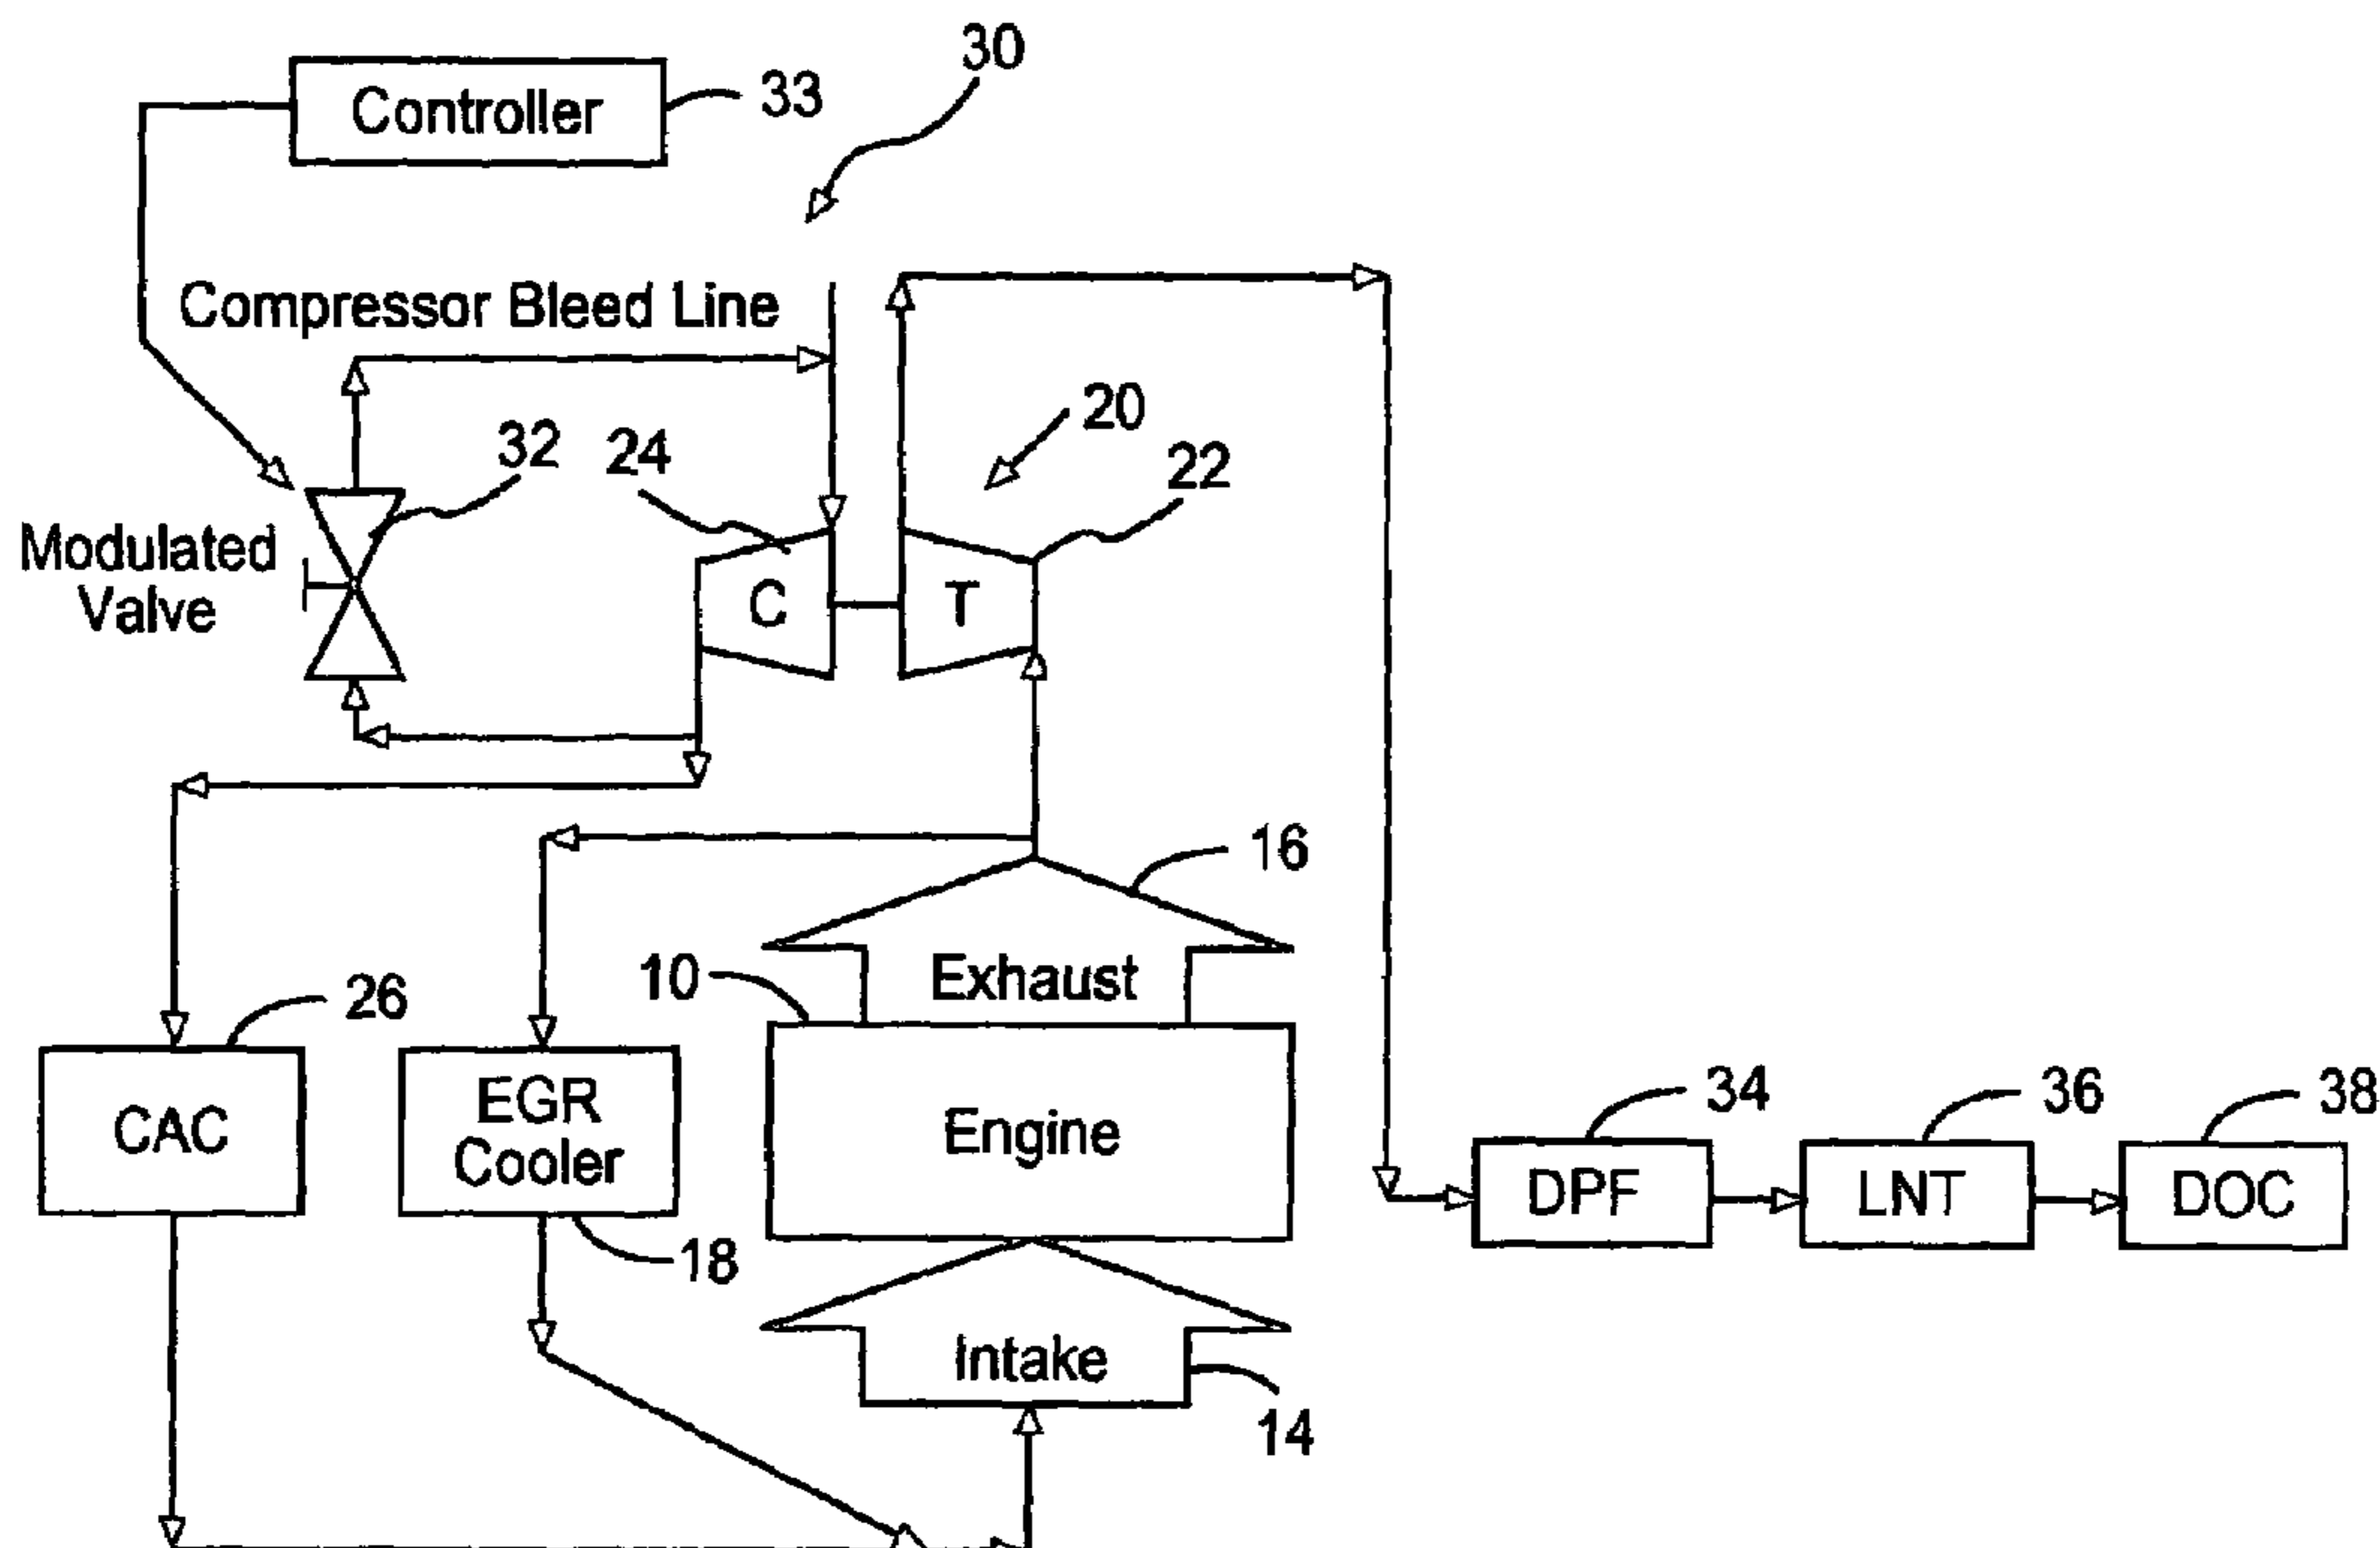 30
Controller
33
Compressor Bleed Line
20
32
24
22
Modulated
Valve
C
T
16
10
Exhaust
26
EGR
Cooler
CAC
Engine
34
36
38
DPF
LNT
DOC
18
Intake
14